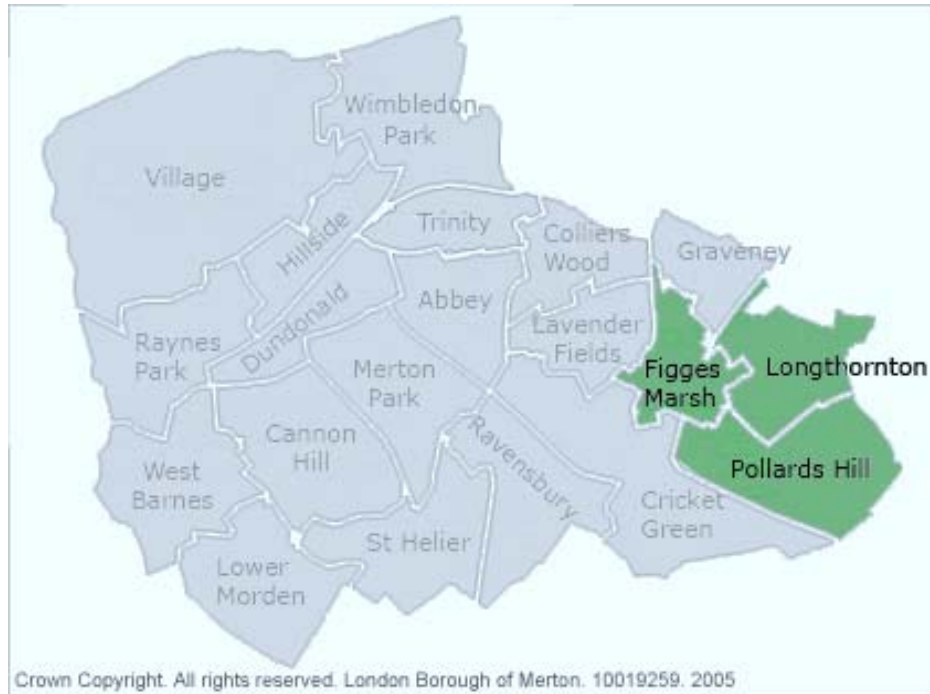 Wimbledon
Park
Village
Hillside
Trinity
Colliers
Wood
Graveney
Dundonald
Abbey
Raynes
Park
Lavender
Fields
Merton
Park
Figges
Marsh
Longthornton
Cannon
Hill
West
Barnes
Ravensbury
Pollards Hill
Cricket
Green
St Helier
Lower
Morden
Crown Copyright. All rights reserved. London Borough of Merton. 10019259. 2005